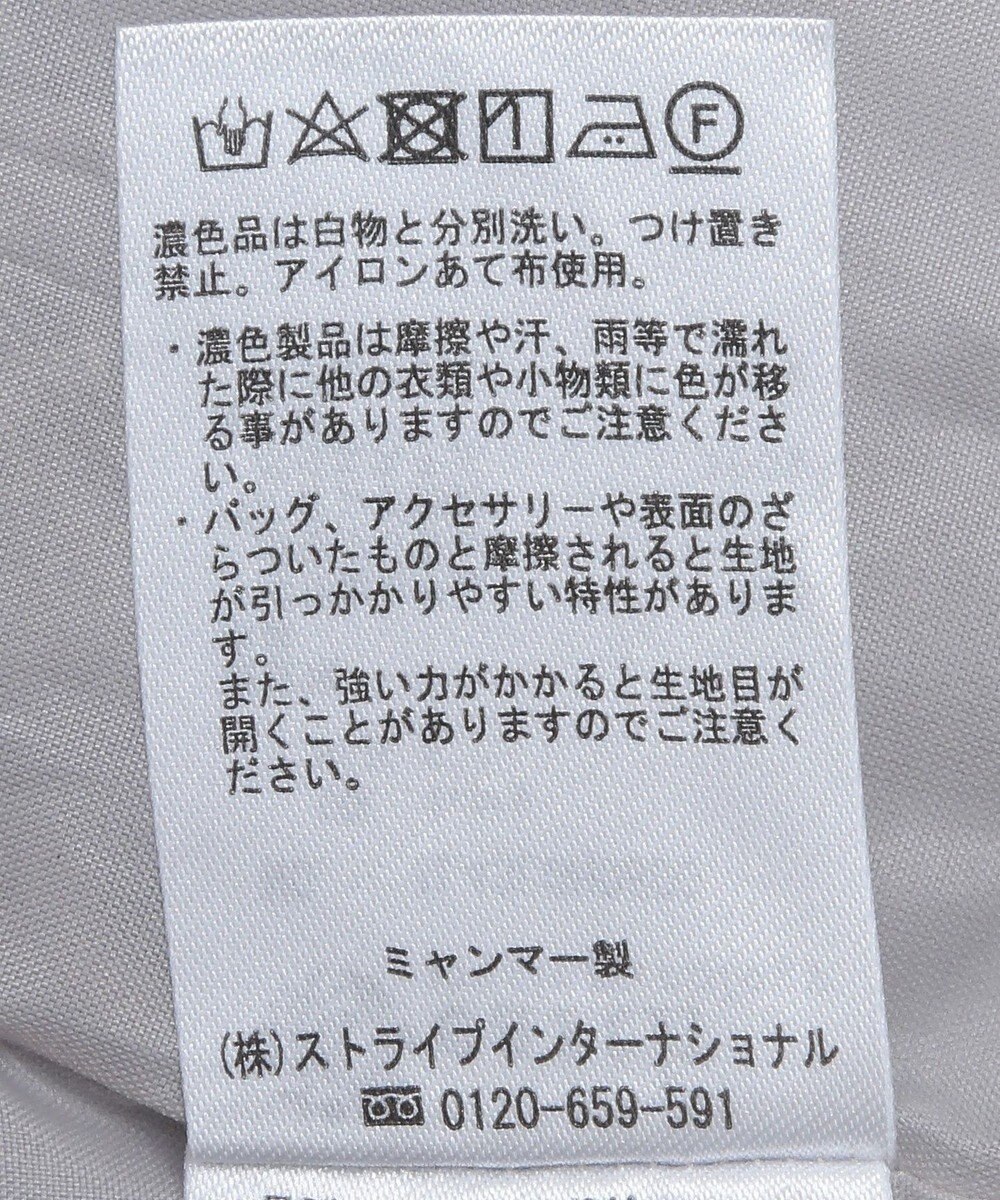 F
濃色品は白物と分別洗い。つけ置き
禁止。アイロンあて布使用。
・濃色製品は摩擦や汗、雨等で濡れ
た際に他の衣類や小物類に色が移
る事がありますのでご注意くださ
い。
・バッグ、アクセサリーや表面のざ
らついたものと摩擦されると生地
が引っかかりやすい特性がありま
す。
また、強い力がかかると生地目が
開くことがありますのでご注意く
ださい。
ミャンマー製
(株)ストライプインターナショナル
0120-659-591